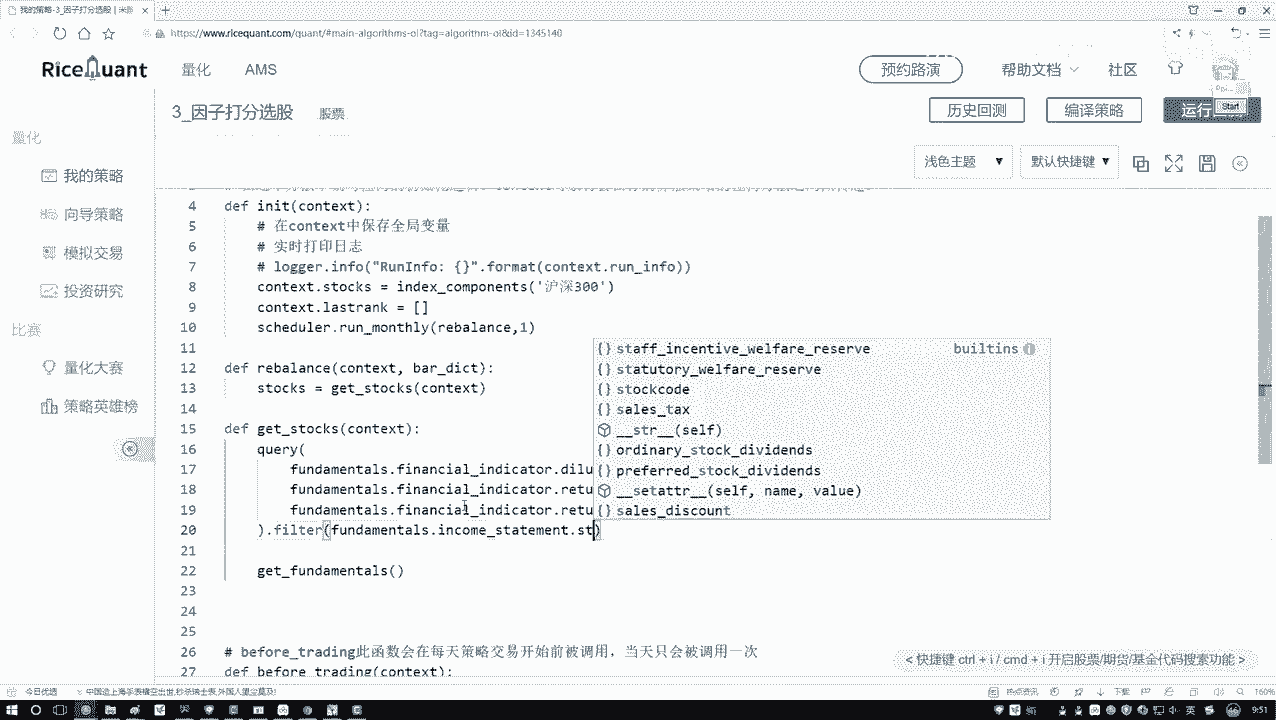 我的策略-3_因子打分选股 | 米
https://www.ricequant.com/quant/#main-algorithms-ol?tag=algorithm-ol&id=1345140
RiceQuant 量化 AMS 预约路演 帮助文档 社区
Start
3_因子打分选股 股票 历史回测 编译策略 运行
量化
我的策略
向导策略
模拟交易
投资研究
比赛
量化大赛
策略英雄榜
浅色主题 默认快捷键
4 def init(context):
5 # 在context中保存全局变量
6 # 实时打印日志
7 # logger.info("RunInfo: {}".format(context.run_info))
8 context.stocks = index_components('沪深300')
9 context.lastrank = []
10 scheduler.run_monthly(rebalance,1)
11
12 def rebalance(context, bar_dict):
13 stocks = get_stocks(context)
14
15 def get_stocks(context):
16 query(
17 fundamentals.financial_indicator.dilu
18 fundamentals.financial_indicator.retu
19 fundamentals.financial_indicator.retu
20 ).filter(fundamentals.income_statement.st)
21
22 get_fundamentals()
23
24
25
26 # before_trading此函数会在每天策略交易开始前被调用，当天只会被调用一次
27 def before_trading(context):
{} staff_incentive_welfare_reserve builtins
{} statutory_welfare_reserve
{} stockcode
{} sales_tax
__str__(self)
{} ordinary_stock_dividends
{} preferred_stock_dividends
__setattr__(self, name, value)
{} sales_discount
< 快捷键 ctrl + i / cmd + i 开启股票/期货/基金代码搜索功能 >
今日优选
热点资讯 下载 160%
英 9:51